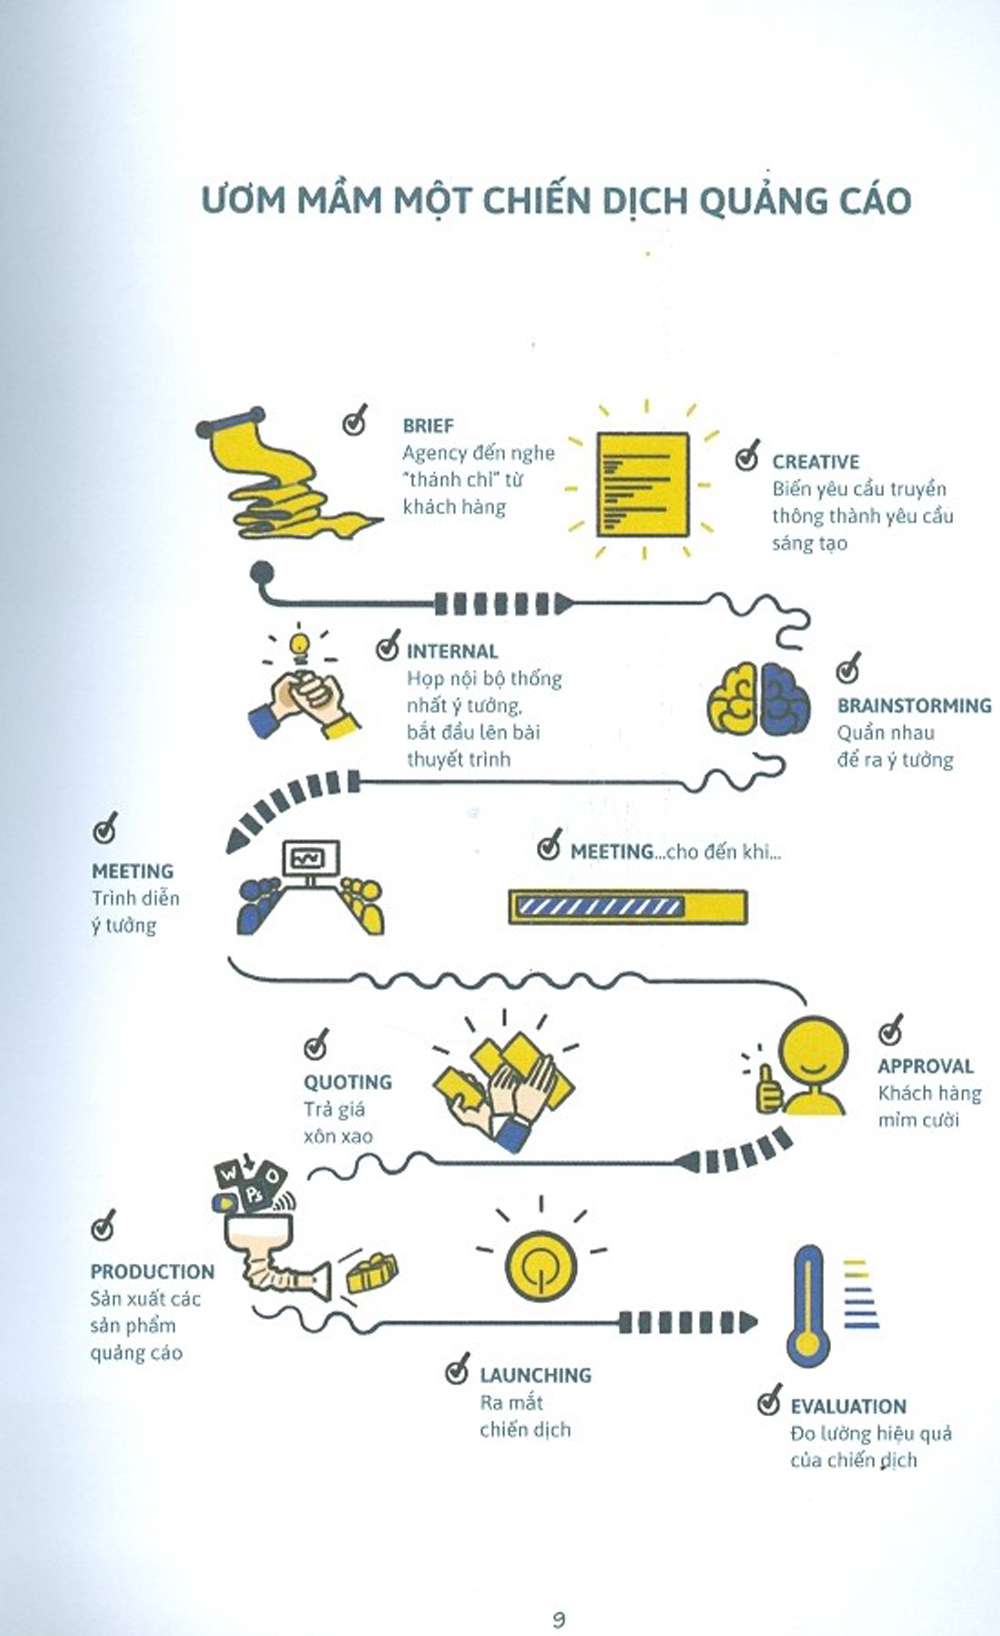 ƯƠM MẦM MỘT CHIẾN DỊCH QUẢNG CÁO
BRIEF
Agency đến nghe
"thánh chỉ" từ
khách hàng
CREATIVE
Biến yêu cầu truyền
thông thành yêu cầu
sáng tạo
BRAINSTORMING
Quần nhau
để ra ý tưởng
INTERNAL
Họp nội bộ thống
nhất ý tưởng,
bắt đầu lên bài
thuyết trình
MEETING
Trình diễn
ý tưởng
MEETING...cho đến khi...
APPROVAL
Khách hàng
mỉm cười
QUOTING
Trả giá
xôn xao
W
O
Ps
PRODUCTION
Sản xuất các
sản phẩm
quảng cáo
LAUNCHING
Ra mắt
chiến dịch
EVALUATION
Đo lường hiệu quả
của chiến dịch
9